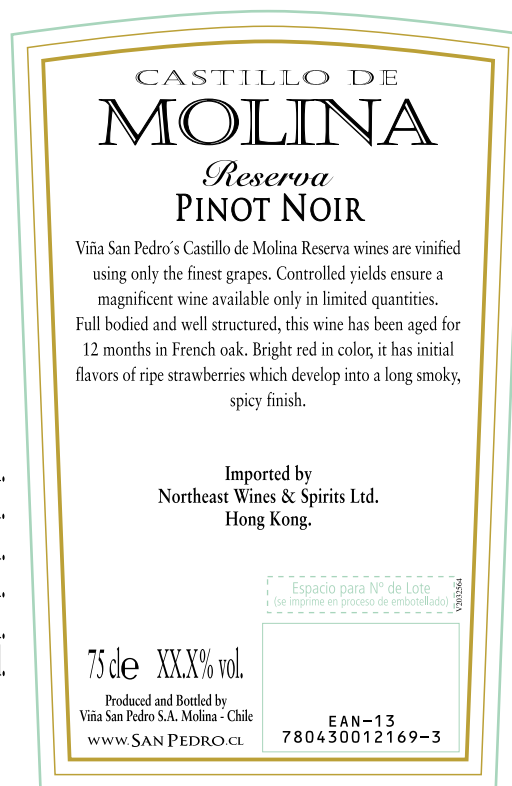 CASTILLO DE
MOLINA
Reserva
PINOT NOIR
Viña San Pedro´s Castillo de Molina Reserva wines are vinified
using only the finest grapes. Controlled yields ensure a
magnificent wine available only in limited quantities.
Full bodied and well structured, this wine has been aged for
12 months in French oak. Bright red in color, it has initial
flavors of ripe strawberries which develop into a long smoky,
spicy finish.
Imported by
Northeast Wines & Spirits Ltd.
Hong Kong.
Espacio para Nº de Lote
(se imprime en proceso de embotellado)
V2032564
75 cl℮ XX.X% vol.
Produced and Bottled by
Viña San Pedro S.A. Molina - Chile
WWW.SAN PEDRO.CL
EAN-13
780430012169-3